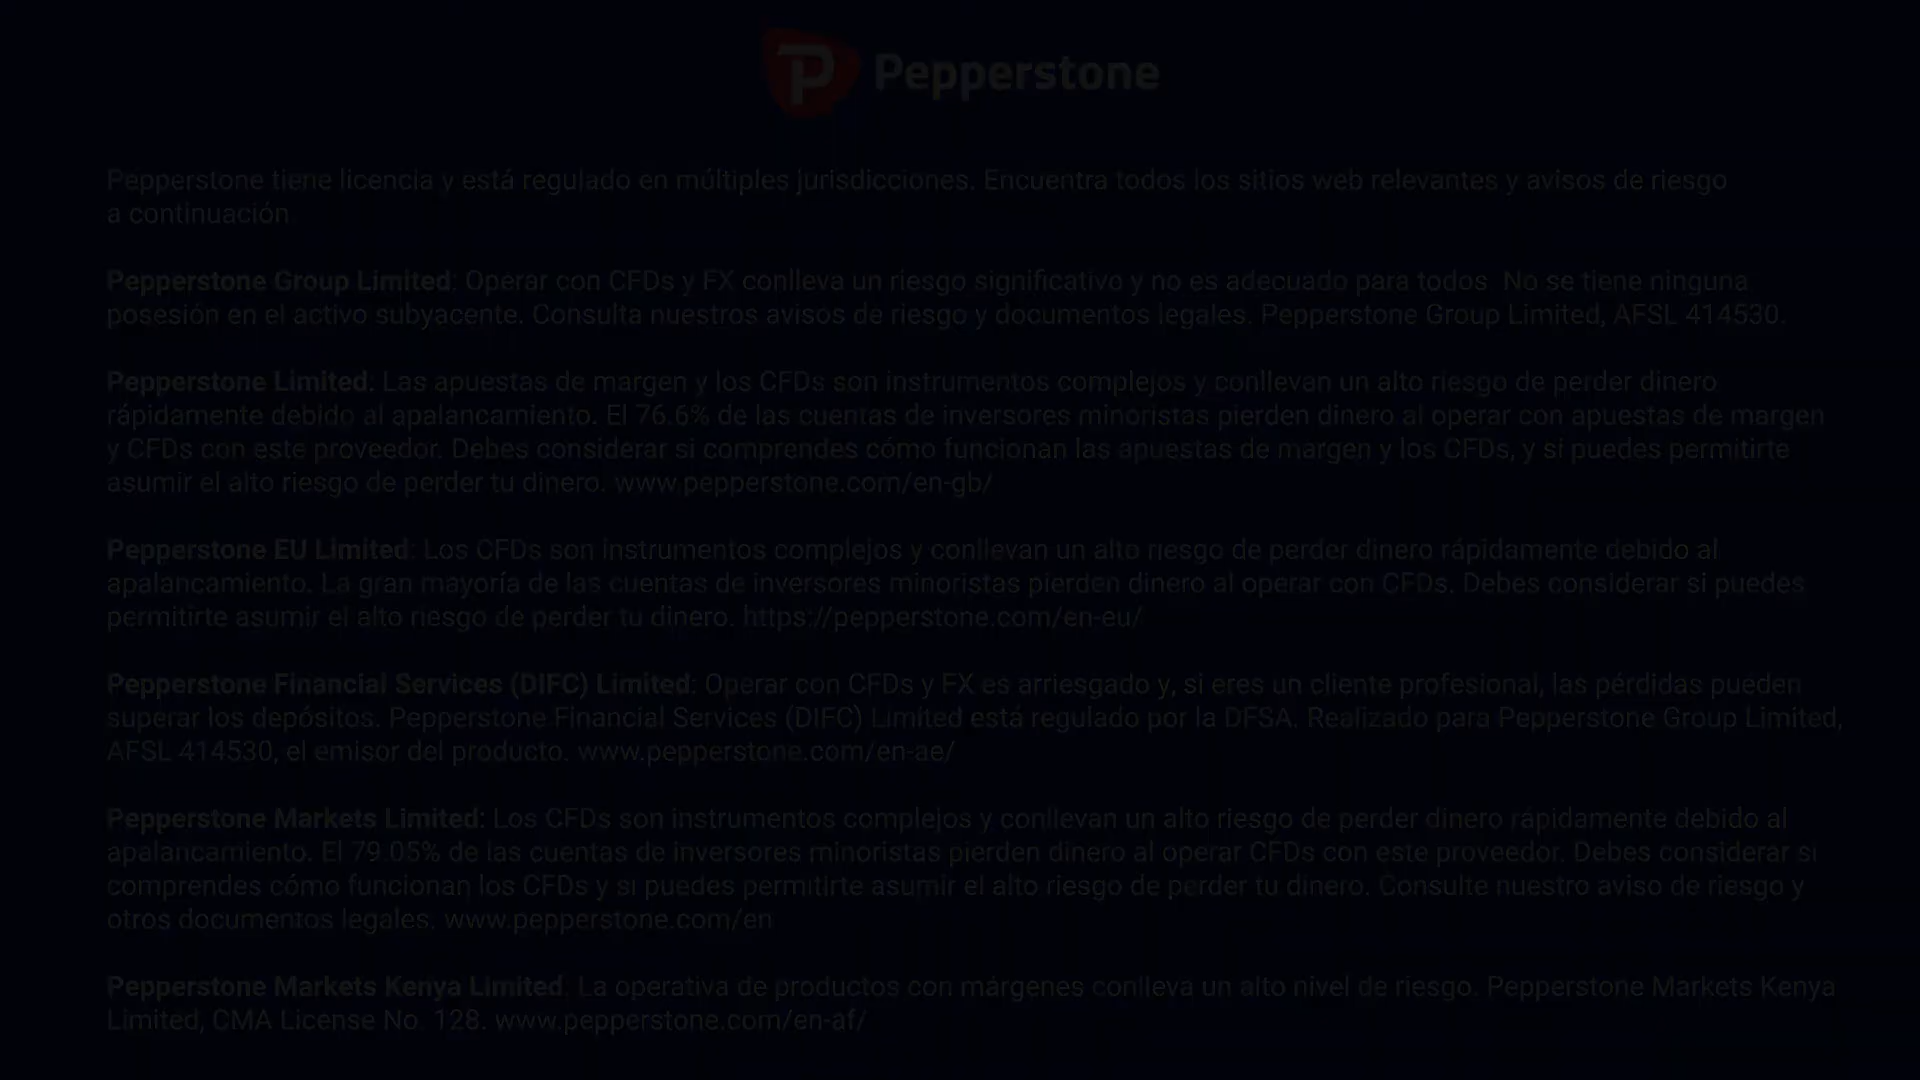 Pepperstone
Pepperstone tiene licencia y está regulado en múltiples jurisdicciones. Encuentra todos los sitios web relevantes y avisos de riesgo
a continuación.
Pepperstone Group Limited: Operar con CFDs y FX conlleva un riesgo significativo y no es adecuado para todos. No se tiene ninguna
posesión en el activo subyacente. Consulta nuestros avisos de riesgo y documentos legales. Pepperstone Group Limited, AFSL 414530.
Pepperstone Limited: Las apuestas de margen y los CFDs son instrumentos complejos y conllevan un alto riesgo de perder dinero
rápidamente debido al apalancamiento. El 76.6% de las cuentas de inversores minoristas pierden dinero al operar con apuestas de margen
y CFDs con este proveedor. Debes considerar si comprendes cómo funcionan las apuestas de margen y los CFDs, y si puedes permitirte
asumir el alto riesgo de perder tu dinero. www.pepperstone.com/en-gb/
Pepperstone EU Limited: Los CFDs son instrumentos complejos y conllevan un alto riesgo de perder dinero rápidamente debido al
apalancamiento. La gran mayoría de las cuentas de inversores minoristas pierden dinero al operar con CFDs. Debes considerar si puedes
permitirte asumir el alto riesgo de perder tu dinero. https://pepperstone.com/en-eu/
Pepperstone Financial Services (DIFC) Limited: Operar con CFDs y FX es arriesgado y, si eres un cliente profesional, las pérdidas pueden
superar los depósitos. Pepperstone Financial Services (DIFC) Limited está regulado por la DFSA. Realizado para Pepperstone Group Limited,
AFSL 414530, el emisor del producto. www.pepperstone.com/en-ae/
Pepperstone Markets Limited: Los CFDs son instrumentos complejos y conllevan un alto riesgo de perder dinero rápidamente debido al
apalancamiento. El 79.05% de las cuentas de inversores minoristas pierden dinero al operar CFDs con este proveedor. Debes considerar si
comprendes cómo funcionan los CFDs y si puedes permitirte asumir el alto riesgo de perder tu dinero. Consulte nuestro aviso de riesgo y
otros documentos legales. www.pepperstone.com/en
Pepperstone Markets Kenya Limited. La operativa de productos con márgenes conlleva un alto nivel de riesgo. Pepperstone Markets Kenya
Limited, CMA License No. 128. www.pepperstone.com/en-af/